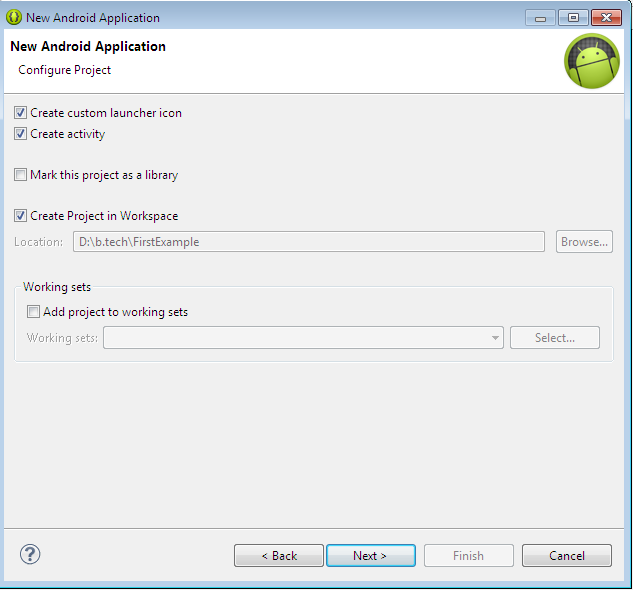 New Android Application
New Android Application
Configure Project
Create custom launcher icon
Create activity
Mark this project as a library
Create Project in Workspace
Location: D:\b.tech\FirstExample Browse...
Working sets
Add project to working sets
Working sets: Select...
? < Back Next > Finish Cancel